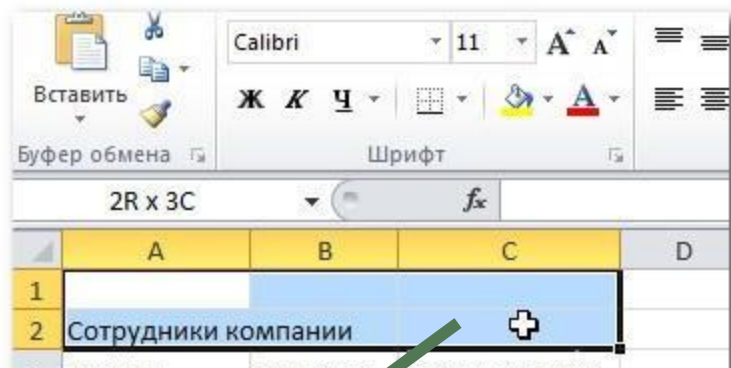 Calibri 11 A A
Вставить Ж К Ч А
Буфер обмена Шрифт
2R x 3C fx
A B C D
1
2 Сотрудники компании